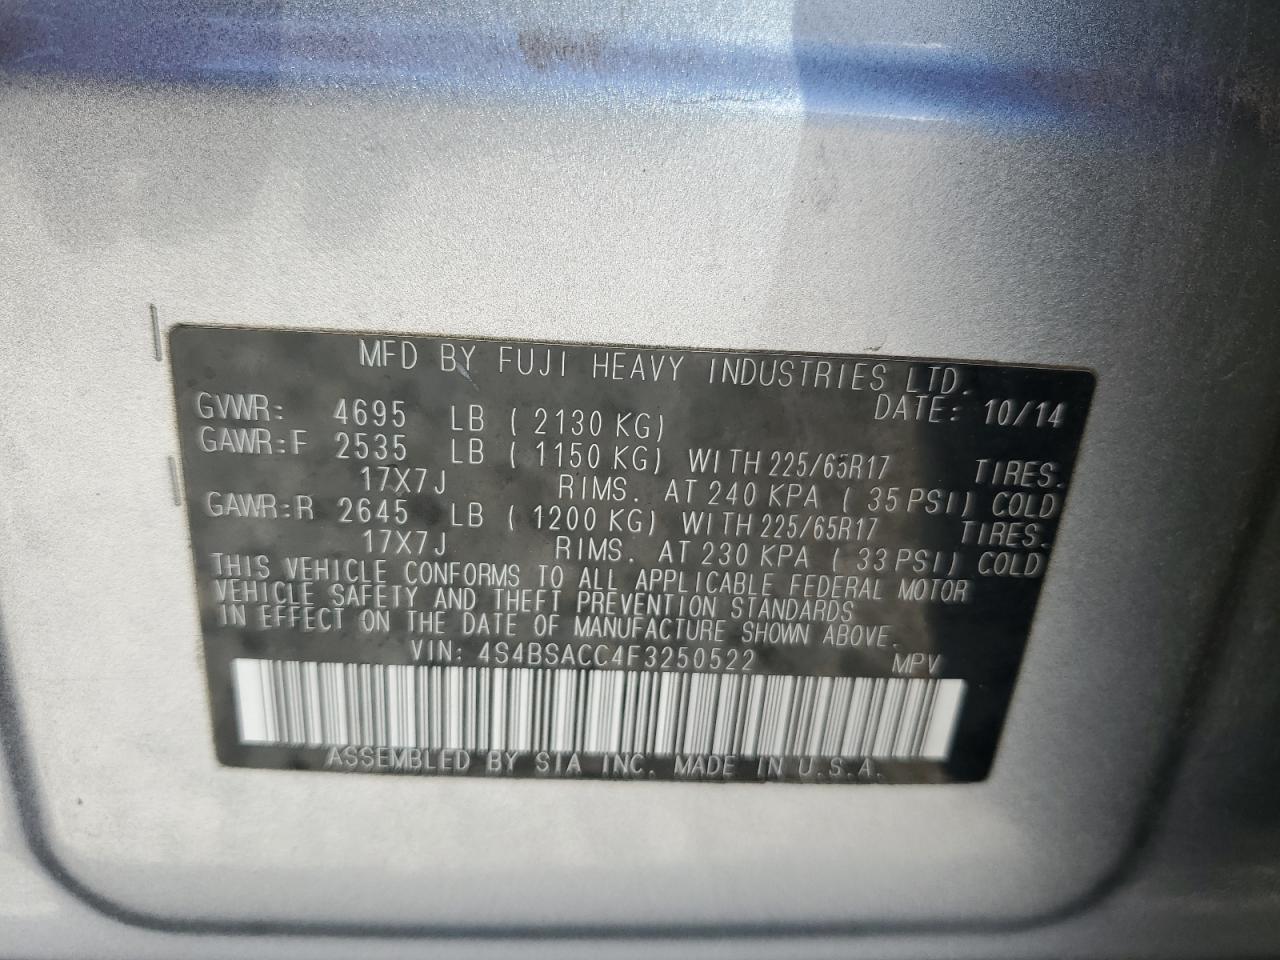 MFD BY FUJI HEAVY INDUSTRIES LTD.
DATE: 10/14
GVWR: 4695 LB ( 2130 KG)
GAWR:F 2535 LB ( 1150 KG) WITH 225/65R17 TIRES.
17X7J RIMS. AT 240 KPA ( 35 PSI) COLD
GAWR:R 2645 LB ( 1200 KG) WITH 225/65R17 TIRES.
17X7J RIMS. AT 230 KPA ( 33 PSI) COLD
THIS VEHICLE CONFORMS TO ALL APPLICABLE FEDERAL MOTOR
VEHICLE SAFETY AND THEFT PREVENTION STANDARDS
IN EFFECT ON THE DATE OF MANUFACTURE SHOWN ABOVE.
VIN: 4S4BSACC4F3250522 MPV
ASSEMBLED BY SIA INC. MADE IN U.S.A.